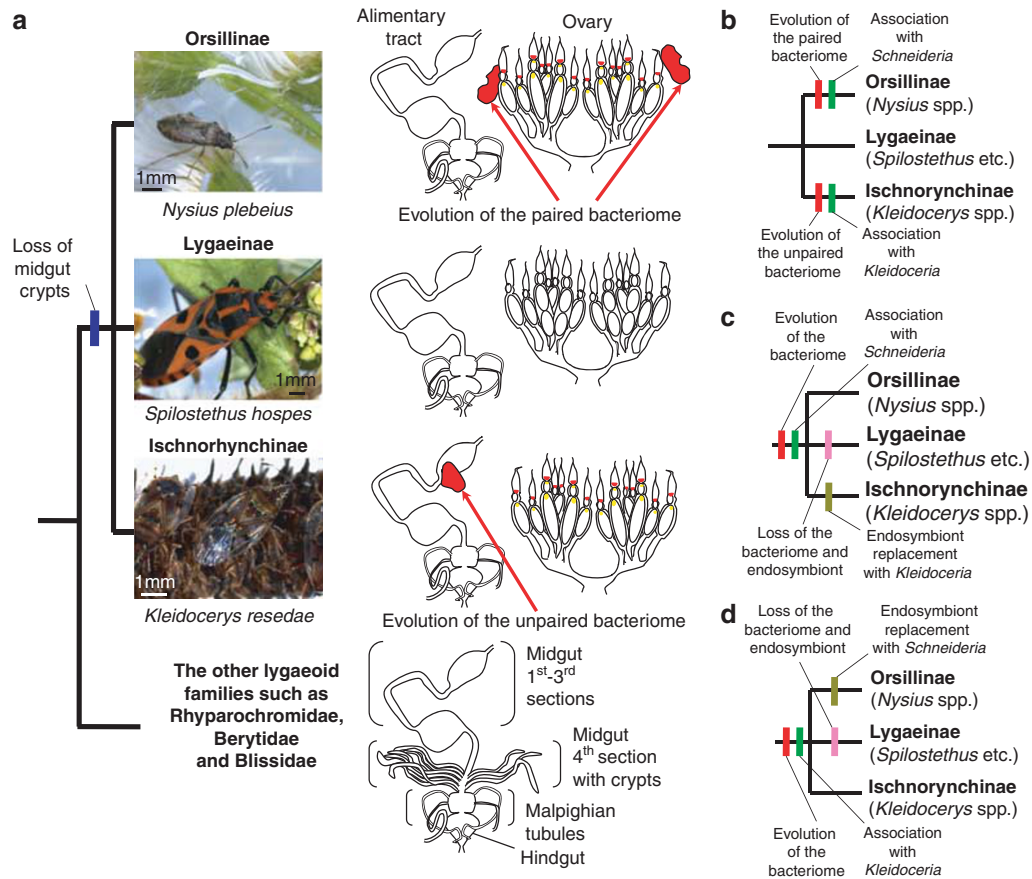 a
Alimentary
tract
Ovary
Orsillinae
1mm
Nysius plebeius
Evolution of the paired bacteriome
Loss of
midgut
crypts
Lygaeinae
1mm
Spilostethus hospes
Ischnorhynchinae
1mm
Kleidocerys resedae
Evolution of the unpaired bacteriome
The other lygaeoid
families such as
Rhyparochromidae,
Berytidae
and Blissidae
Midgut
1st-3rd
sections
Midgut
4th section
with crypts
Malpighian
tubules
Hindgut
b
Evolution of
the paired
bacteriome
Association
with
Schneideria
Orsillinae
(Nysius spp.)
Lygaeinae
(Spilostethus etc.)
Ischnorynchinae
(Kleidocerys spp.)
Evolution of
the unpaired
bacteriome
Association
with
Kleidoceria
c
Evolution
of the
bacteriome
Association
with
Schneideria
Orsillinae
(Nysius spp.)
Lygaeinae
(Spilostethus etc.)
Ischnorynchinae
(Kleidocerys spp.)
Loss of the
bacteriome and
endosymbiont
Endosymbiont
replacement
with Kleidoceria
d
Loss of the
bacteriome and
endosymbiont
Endosymbiont
replacement
with Schneideria
Orsillinae
(Nysius spp.)
Lygaeinae
(Spilostethus etc.)
Ischnorynchinae
(Kleidocerys spp.)
Evolution
of the
bacteriome
Association
with
Kleidoceria